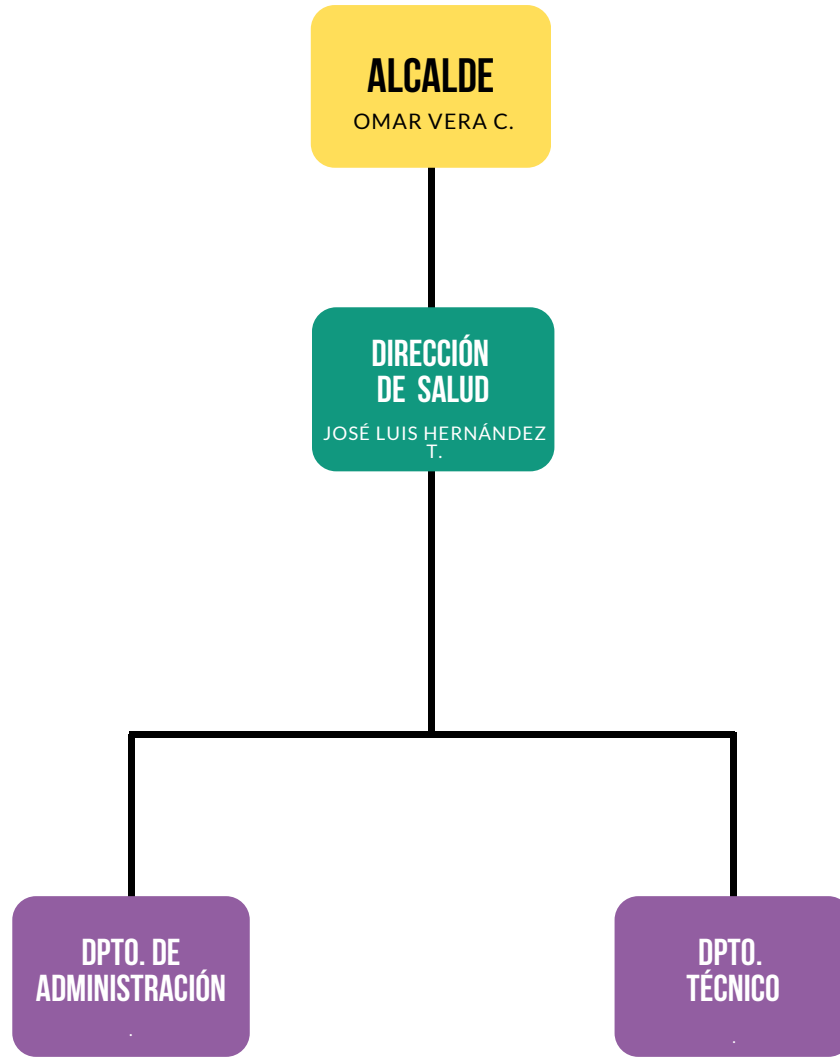 ALCALDE
OMAR VERA C.
DIRECCIÓN
DE SALUD
JOSÉ LUIS HERNÁNDEZ
T.
DPTO. DE
ADMINISTRACIÓN
.
DPTO.
TÉCNICO
.